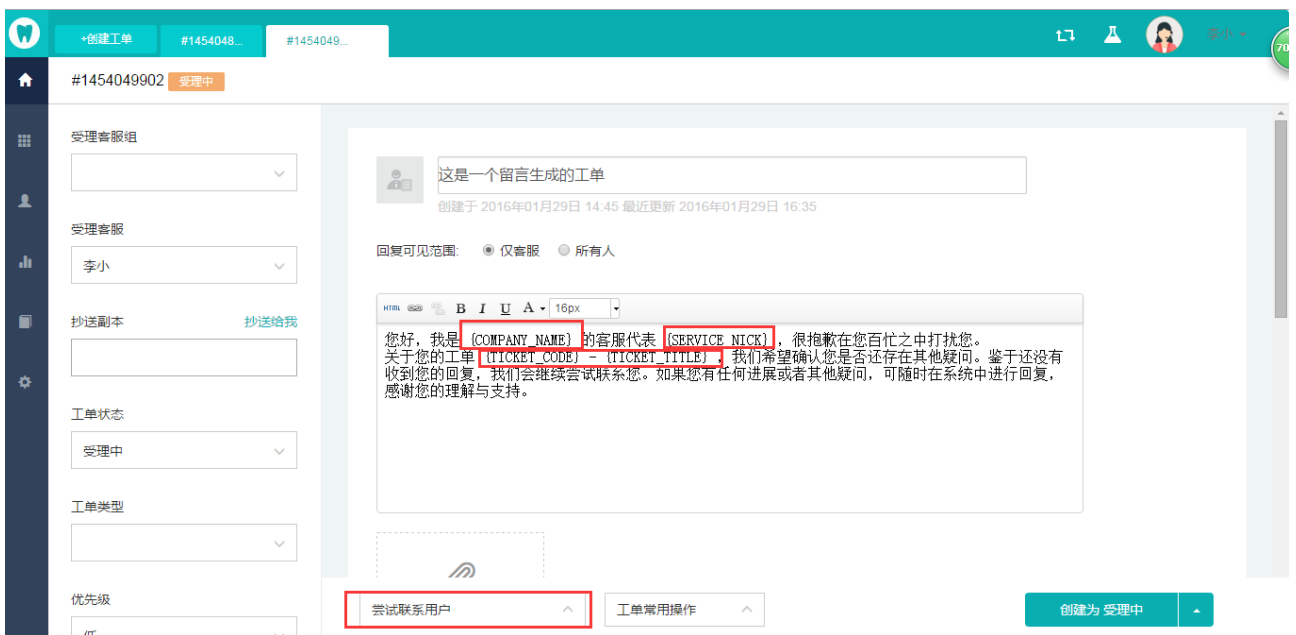 +创建工单
#1454048...
#1454049...
李小
70
#1454049902 受理中
受理客服组
受理客服
李小
抄送副本 抄送给我
工单状态
受理中
工单类型
优先级
低
这是一个留言生成的工单
创建于 2016年01月29日 14:45 最近更新 2016年01月29日 16:35
回复可见范围: 仅客服 所有人
HTML B I U A 16px
您好，我是 {COMPANY_NAME} 的客服代表 {SERVICE_NICK}，很抱歉在您百忙之中打扰您。
关于您的工单 {TICKET_CODE} - {TICKET_TITLE}，我们希望确认您是否还存在其他疑问。鉴于还没有
收到您的回复，我们会继续尝试联系您。如果您有任何进展或者其他疑问，可随时在系统中进行回复，
感谢您的理解与支持。
尝试联系用户
工单常用操作
创建为 受理中